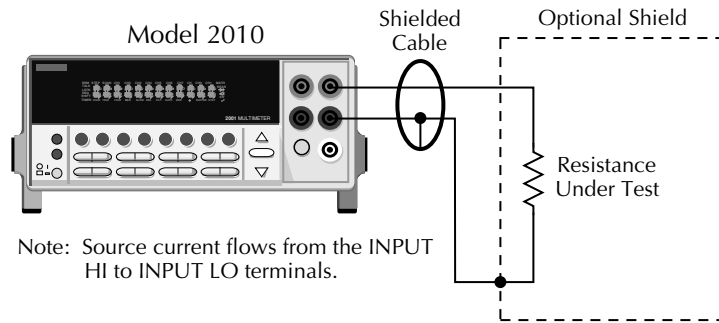 Model 2010
Shielded
Cable
Optional Shield
2001 MULTIMETER
Resistance
Under Test
Note: Source current flows from the INPUT
HI to INPUT LO terminals.